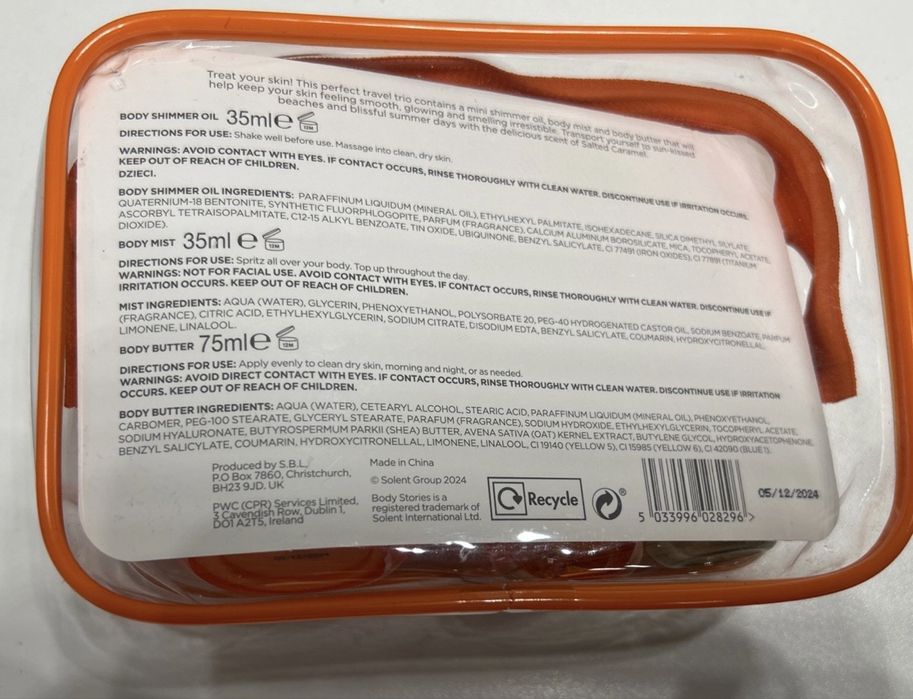 Treat your skin! This perfect travel trio contains a mini shimmer oil, body mist and body butter that will
help keep your skin feeling smooth, glowing and smelling irresistible. Transport yourself to sun-kissed
beaches and blissful summer days with the delicious scent of Salted Caramel.
BODY SHIMMER OIL 35ml e 12M
DIRECTIONS FOR USE: Shake well before use. Massage into clean, dry skin.
WARNINGS: AVOID CONTACT WITH EYES. IF CONTACT OCCURS, RINSE THOROUGHLY WITH CLEAN WATER. DISCONTINUE USE IF IRRITATION OCCURS.
KEEP OUT OF REACH OF CHILDREN.
DZIECI.
BODY SHIMMER OIL INGREDIENTS: PARAFFINUM LIQUIDUM (MINERAL OIL), ETHYLHEXYL PALMITATE, ISOHEXADECANE, SILICA DIMETHYL SILYLATE,
QUATERNIUM-18 BENTONITE, SYNTHETIC FLUORPHLOGOPITE, PARFUM (FRAGRANCE), CALCIUM ALUMINUM BOROSILICATE, MICA, TOCOPHERYL ACETATE,
ASCORBYL TETRAISOPALMITATE, C12-15 ALKYL BENZOATE, TIN OXIDE, UBIQUINONE, BENZYL SALICYLATE, CI 77491 (IRON OXIDES), CI 77891 (TITANIUM
DIOXIDE).
BODY MIST 35ml e 12M
DIRECTIONS FOR USE: Spritz all over your body. Top up throughout the day.
WARNINGS: NOT FOR FACIAL USE. AVOID CONTACT WITH EYES. IF CONTACT OCCURS, RINSE THOROUGHLY WITH CLEAN WATER. DISCONTINUE USE IF
IRRITATION OCCURS. KEEP OUT OF REACH OF CHILDREN.
MIST INGREDIENTS: AQUA (WATER), GLYCERIN, PHENOXYETHANOL, POLYSORBATE 20, PEG-40 HYDROGENATED CASTOR OIL, SODIUM BENZOATE, PARFUM
(FRAGRANCE), CITRIC ACID, ETHYLHEXYLGLYCERIN, SODIUM CITRATE, DISODIUM EDTA, BENZYL SALICYLATE, COUMARIN, HYDROXYCITRONELLAL,
LIMONENE, LINALOOL.
BODY BUTTER 75ml e 12M
DIRECTIONS FOR USE: Apply evenly to clean dry skin, morning and night, or as needed.
WARNINGS: AVOID DIRECT CONTACT WITH EYES. IF CONTACT OCCURS, RINSE THOROUGHLY WITH CLEAN WATER. DISCONTINUE USE IF IRRITATION
OCCURS. KEEP OUT OF REACH OF CHILDREN.
BODY BUTTER INGREDIENTS: AQUA (WATER), CETEARYL ALCOHOL, STEARIC ACID, PARAFFINUM LIQUIDUM (MINERAL OIL), PHENOXYETHANOL,
CARBOMER, PEG-100 STEARATE, GLYCERYL STEARATE, PARAFUM (FRAGRANCE), SODIUM HYDROXIDE, ETHYLHEXYLGLYCERIN, TOCOPHERYL ACETATE,
SODIUM HYALURONATE, BUTYROSPERMUM PARKII (SHEA) BUTTER, AVENA SATIVA (OAT) KERNEL EXTRACT, BUTYLENE GLYCOL, HYDROXYACETOPHENONE,
BENZYL SALICYLATE, COUMARIN, HYDROXYCITRONELLAL, LIMONENE, LINALOOL, CI 19140 (YELLOW 5), CI 15985 (YELLOW 6), CI 42090 (BLUE 1).
Produced by S.B.L,
P.O Box 7860, Christchurch,
BH23 9JD. UK
PWC (CPR) Services Limited,
3 Cavendish Row, Dublin 1,
D01 A2T5, Ireland
Made in China
© Solent Group 2024
Body Stories is a
registered trademark of
Solent International Ltd.
Recycle
®
5 033996 028296 >
05/12/2024